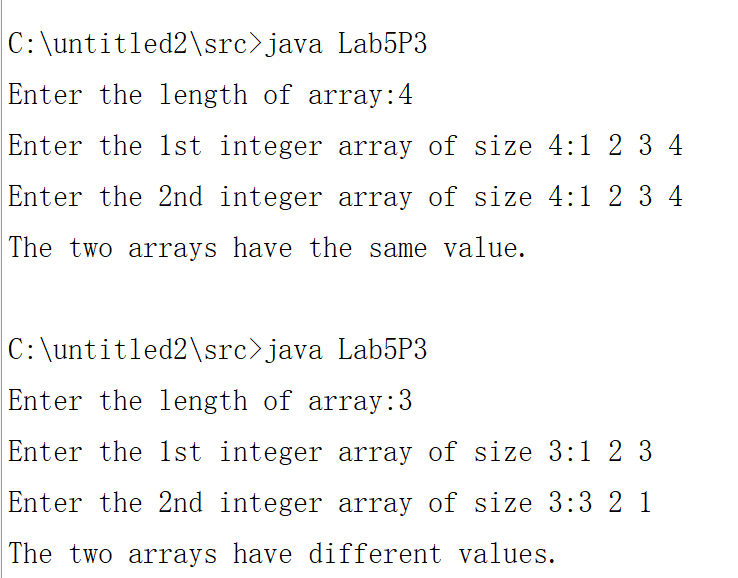 C:\untitled2\src>java Lab5P3
Enter the length of array:4
Enter the 1st integer array of size 4:1 2 3 4
Enter the 2nd integer array of size 4:1 2 3 4
The two arrays have the same value.
C:\untitled2\src>java Lab5P3
Enter the length of array:3
Enter the 1st integer array of size 3:1 2 3
Enter the 2nd integer array of size 3:3 2 1
The two arrays have different values.